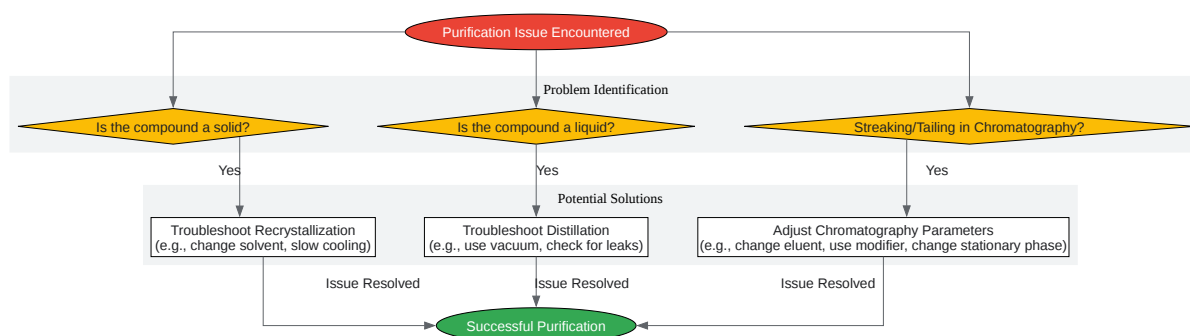 Purification Issue Encountered
Problem Identification
Is the compound a solid?
Is the compound a liquid?
Streaking/Tailing in Chromatography?
Yes
Yes
Yes
Potential Solutions
Troubleshoot Recrystallization
(e.g., change solvent, slow cooling)
Troubleshoot Distillation
(e.g., use vacuum, check for leaks)
Adjust Chromatography Parameters
(e.g., change eluent, use modifier, change stationary phase)
Issue Resolved
Issue Resolved
Issue Resolved
Successful Purification